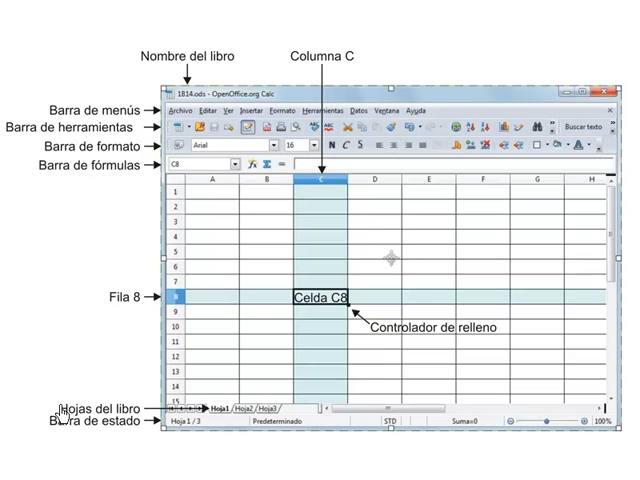 Nombre del libro
Columna C
1B14.ods - OpenOffice.org Calc
Barra de menús
Archivo Editar Ver Insertar Formato Herramientas Datos Ventana Ayuda
Barra de herramientas
Buscar texto
Barra de formato
Arial 16 N C S
Barra de fórmulas
C8
A B C D E F G H
1
2
3
4
5
6
7
Fila 8
8
Celda C8
9
10
Controlador de relleno
11
12
13
14
15
Hojas del libro
Hoja1 Hoja2 Hoja3
Barra de estado
Hoja 1 / 3 Predeterminado STD Suma=0 100%